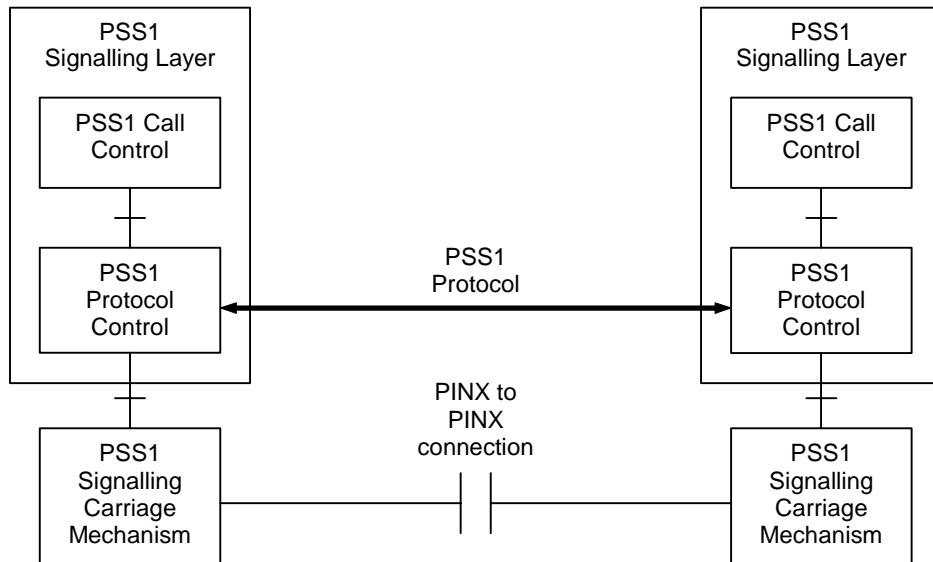 PSS1
Signalling Layer
PSS1 Call
Control
PSS1
Protocol
Control
PSS1
Signalling
Carriage
Mechanism
PSS1
Protocol
PINX to
PINX
connection
PSS1
Signalling Layer
PSS1 Call
Control
PSS1
Protocol
Control
PSS1
Signalling
Carriage
Mechanism